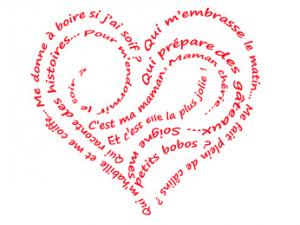 Qui m'habille et me coiffe... Me donne à boire si j'ai soif ?
Qui m'embrasse le matin... Me fait plein de câlins ?
Qui raconte des histoires... Pour m'endormir le soir...
Qui prépare des gâteaux... Soigne mes petits bobos ?
C'est ma maman, Maman chérie...
Et c'est elle la plus jolie !